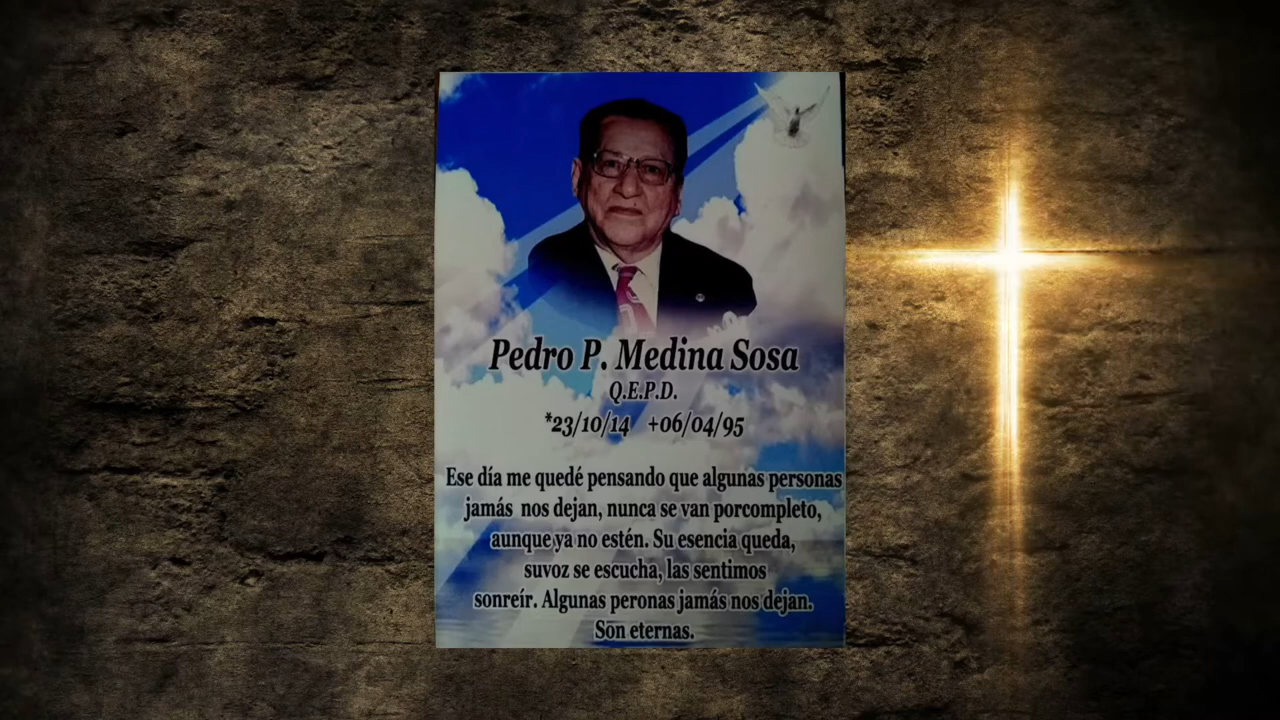 Pedro P. Medina Sosa
Q.E.P.D.
*23/10/14 +06/04/95
Ese día me quedé pensando que algunas personas
jamás nos dejan, nunca se van porcompleto,
aunque ya no estén. Su esencia queda,
suvoz se escucha, las sentimos
sonreír. Algunas peronas jamás nos dejan.
Son eternas.